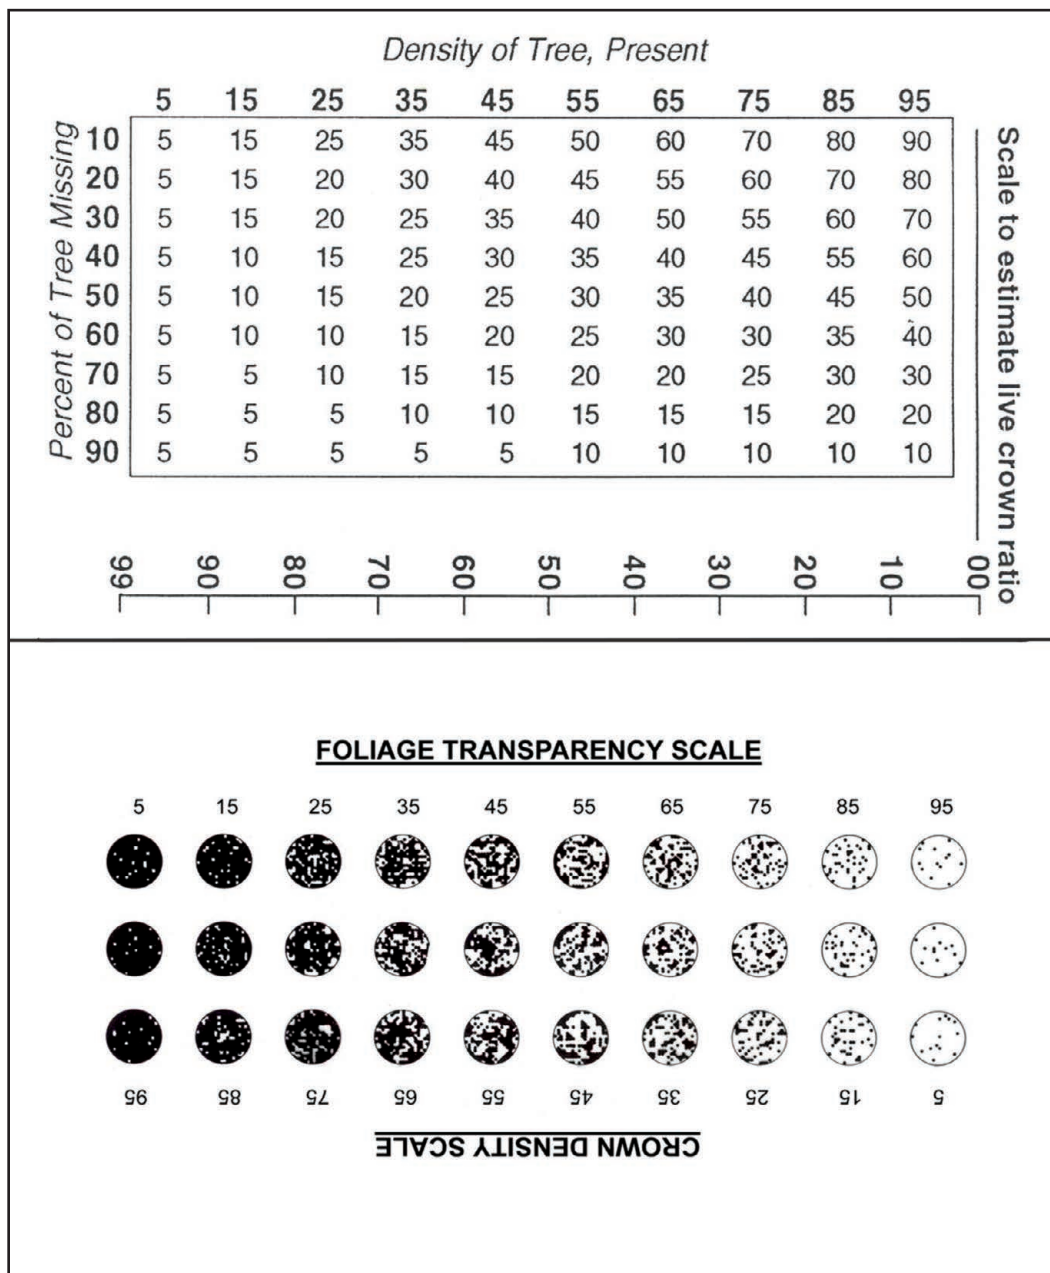 Density of Tree, Present
5 15 25 35 45 55 65 75 85 95
Percent of Tree Missing
10 5 15 25 35 45 50 60 70 80 90
20 5 15 20 30 40 45 55 60 70 80
30 5 15 20 25 35 40 50 55 60 70
40 5 10 15 25 30 35 40 45 55 60
50 5 10 15 20 25 30 35 40 45 50
60 5 10 10 15 20 25 30 30 35 40
70 5 5 10 15 15 20 20 25 30 30
80 5 5 5 10 10 15 15 15 20 20
90 5 5 5 5 5 10 10 10 10 10
Scale to estimate live crown ratio
99 90 80 70 60 50 40 30 20 10 00
FOLIAGE TRANSPARENCY SCALE
5 15 25 35 45 55 65 75 85 95
95 85 75 65 55 45 35 25 15 5
CROWN DENSITY SCALE